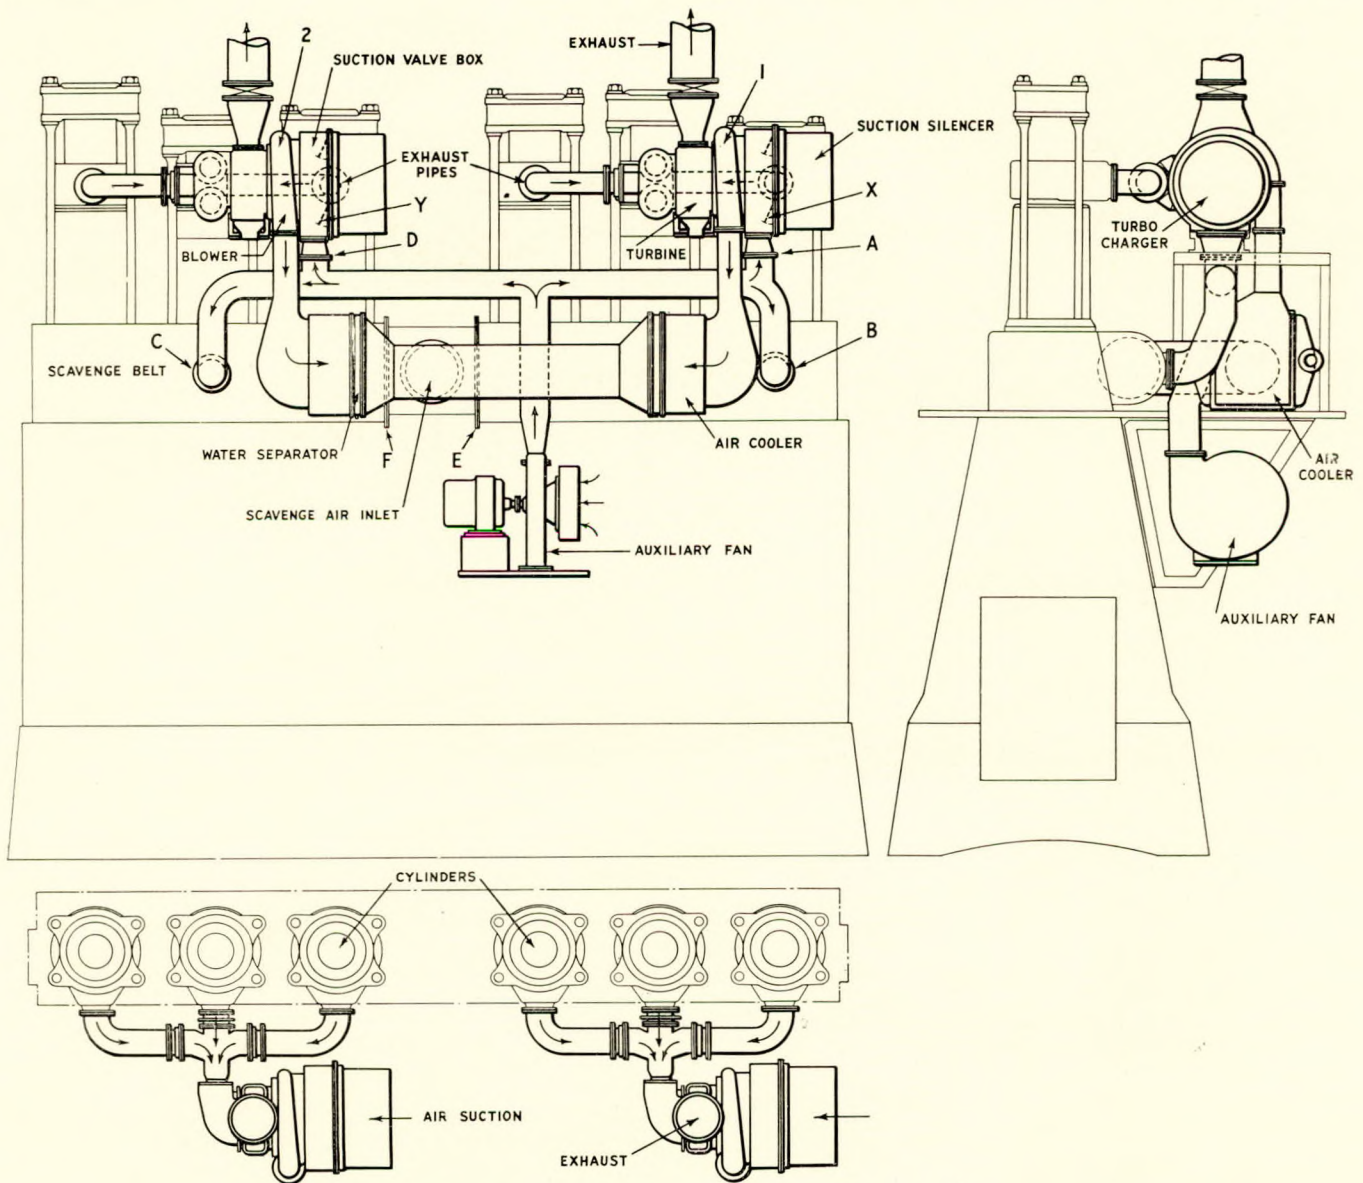 2
SUCTION VALVE BOX
EXHAUST
1
SUCTION SILENCER
EXHAUST
PIPES
Y
X
D
BLOWER
TURBINE
A
TURBO
CHARGER
C
B
SCAVENGE BELT
WATER SEPARATOR
F
E
AIR COOLER
AIR
COOLER
SCAVENGE AIR INLET
AUXILIARY FAN
AUXILIARY FAN
CYLINDERS
AIR SUCTION
EXHAUST